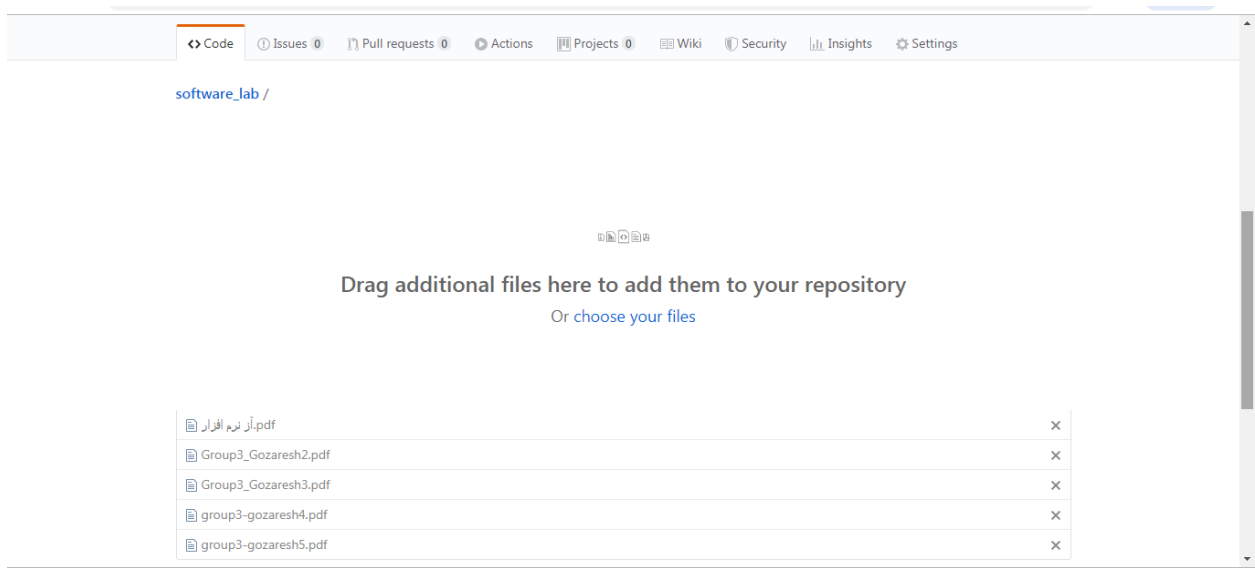 Code Issues 0 Pull requests 0 Actions Projects 0 Wiki Security Insights Settings
software_lab /
Drag additional files here to add them to your repository
Or choose your files
آز نرم افزار.pdf
Group3_Gozaresh2.pdf
Group3_Gozaresh3.pdf
group3-gozaresh4.pdf
group3-gozaresh5.pdf